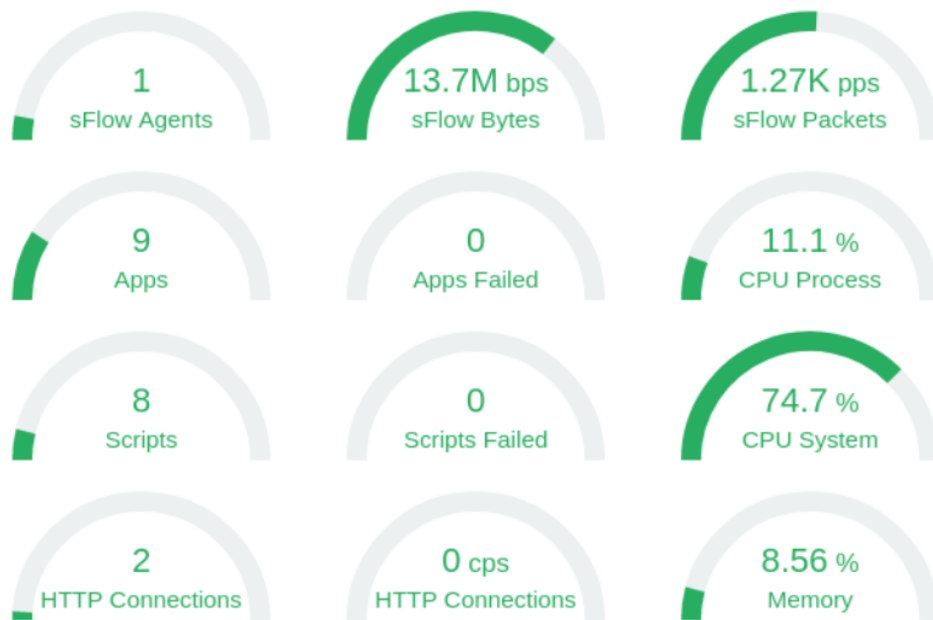 1
sFlow Agents
13.7M bps
sFlow Bytes
1.27K pps
sFlow Packets
9
Apps
0
Apps Failed
11.1 %
CPU Process
8
Scripts
0
Scripts Failed
74.7 %
CPU System
2
HTTP Connections
0 cps
HTTP Connections
8.56 %
Memory